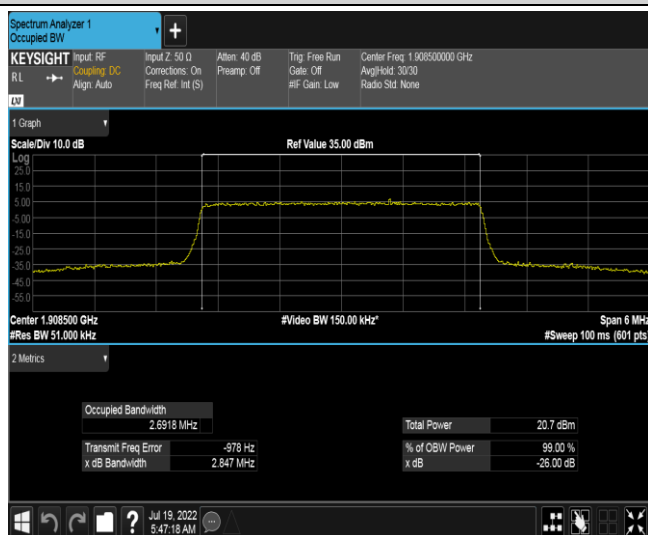 Spectrum Analyzer 1
Occupied BW
+
KEYSIGHT
RL
LXI
Input: RF
Coupling: DC
Align: Auto
Input Z: 50 Ω
Corrections: On
Freq Ref: Int (S)
Atten: 40 dB
Preamp: Off
Trig: Free Run
Gate: Off
#IF Gain: Low
Center Freq: 1.908500000 GHz
Avg|Hold: 30/30
Radio Std: None
1 Graph
Scale/Div 10.0 dB
Ref Value 35.00 dBm
Log
25.0
15.0
5.00
-5.00
-15.0
-25.0
-35.0
-45.0
-55.0
Center 1.908500 GHz
#Video BW 150.00 kHz*
Span 6 MHz
#Res BW 51.000 kHz
#Sweep 100 ms (601 pts)
2 Metrics
Occupied Bandwidth
2.6918 MHz
Total Power 20.7 dBm
Transmit Freq Error -978 Hz
% of OBW Power 99.00 %
x dB Bandwidth 2.847 MHz
x dB -26.00 dB
?
Jul 19, 2022
5:47:18 AM